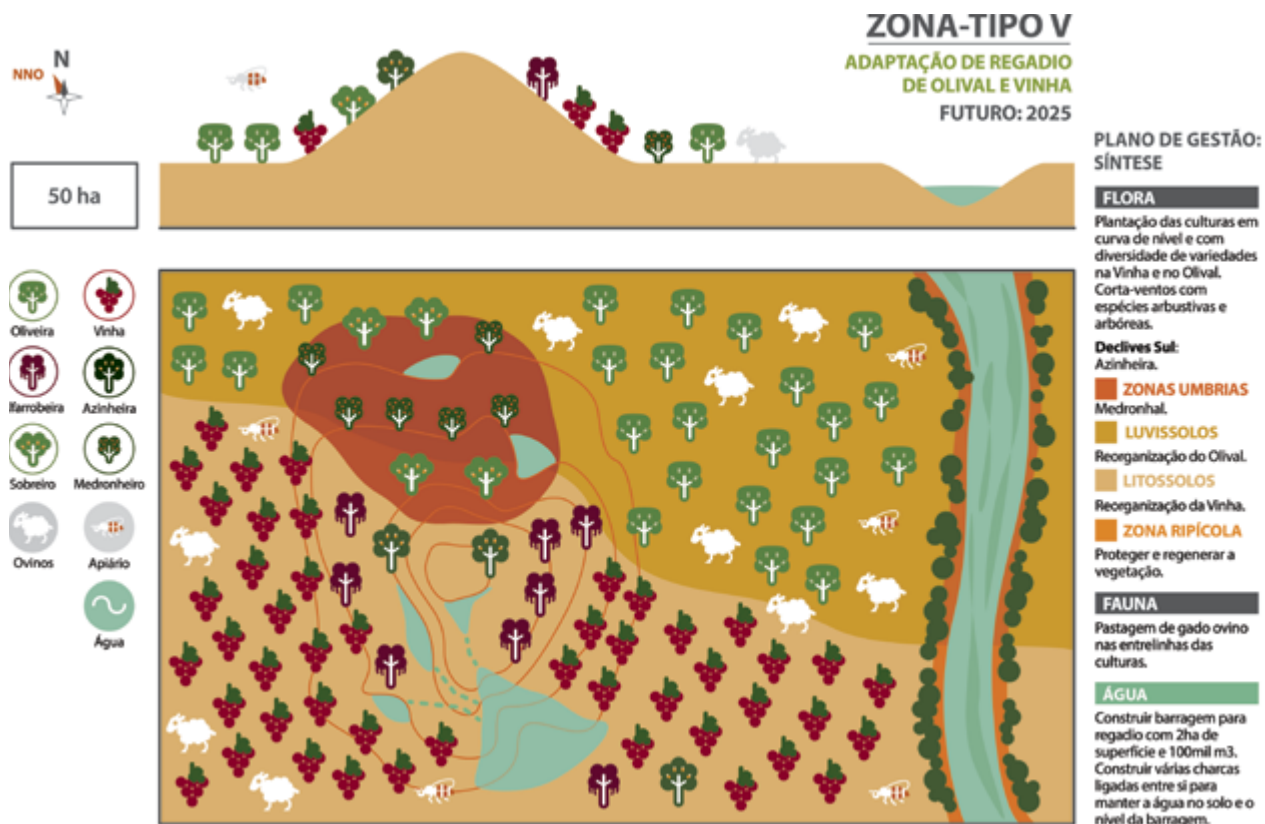 ZONA-TIPO V
ADAPTAÇÃO DE REGADIO
DE OLIVAL E VINHA
FUTURO: 2025
N
NNO
50 ha
Oliveira
Vinha
lfarrobeira
Azinheira
Sobreiro
Medronheiro
Ovinos
Apiário
Água
PLANO DE GESTÃO:
SÍNTESE
FLORA
Plantação das culturas em
curva de nível e com
diversidade de variedades
na Vinha e no Olival.
Corta-ventos com
espécies arbustivas e
arbóreas.
Declives Sul:
Azinheira.
ZONAS UMBRIAS
Medronhal.
LUVISSOLOS
Reorganização do Olival.
LITOSSOLOS
Reorganização da Vinha.
ZONA RIPÍCOLA
Proteger e regenerar a
vegetação.
FAUNA
Pastagem de gado ovino
nas entrelinhas das
culturas.
ÁGUA
Construir barragem para
regadio com 2ha de
superfície e 100mil m3.
Construir várias charcas
ligadas entre si para
manter a água no solo e o
nível da barragem.